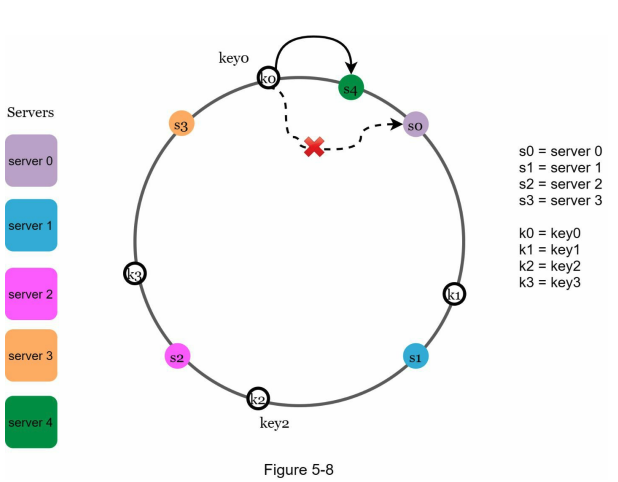 key0
k0
s4
s3
s0
Servers
server 0
server 1
server 2
server 3
server 4
s0 = server 0
s1 = server 1
s2 = server 2
s3 = server 3
k0 = key0
k1 = key1
k2 = key2
k3 = key3
k3
k1
s2
s1
k2
key2
Figure 5-8